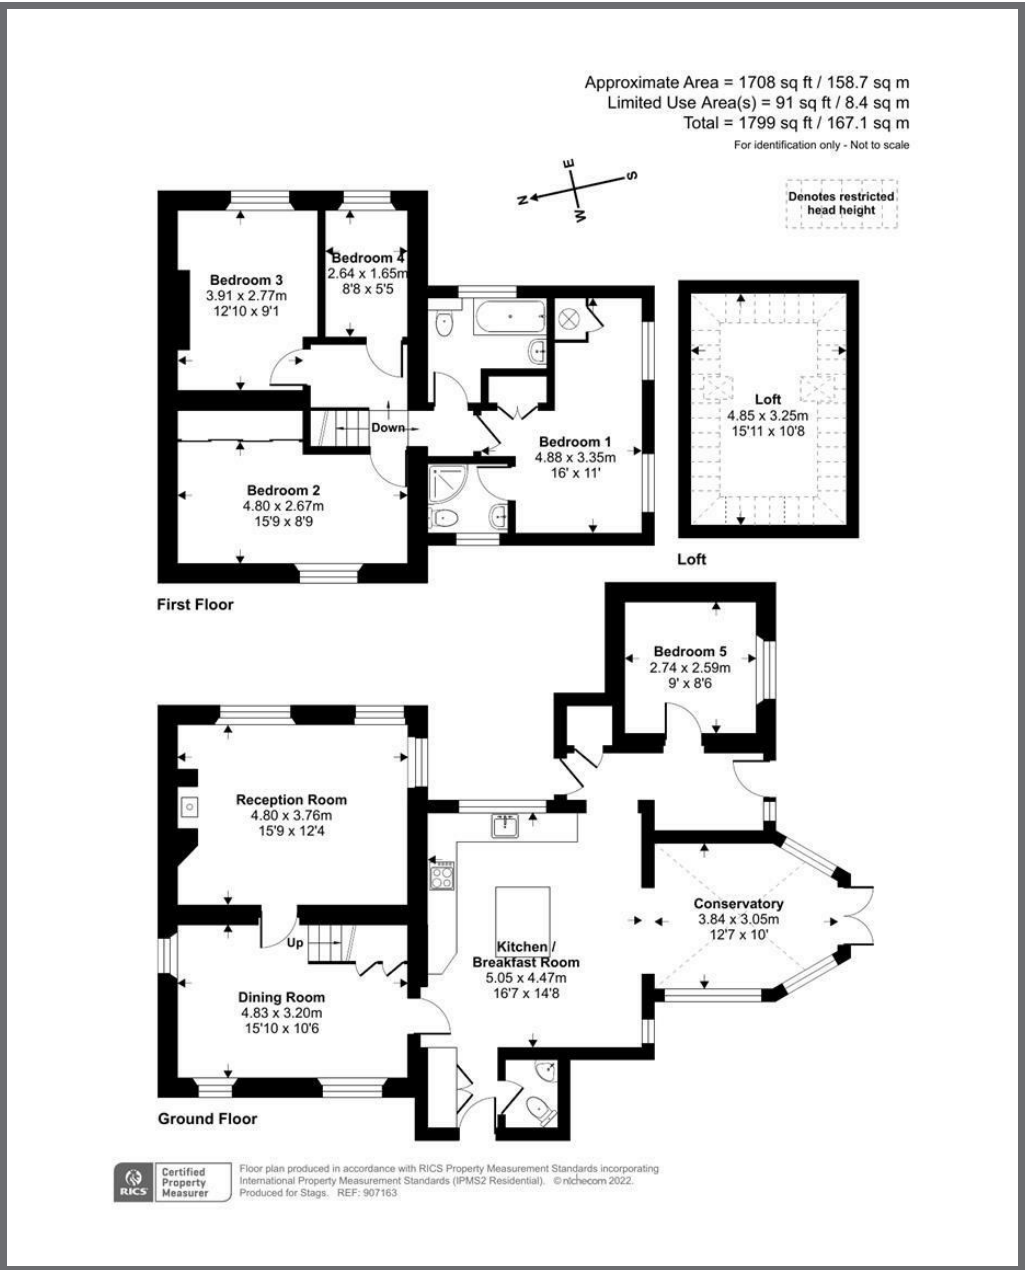 Approximate Area = 1708 sq ft / 158.7 sq m
Limited Use Area(s) = 91 sq ft / 8.4 sq m
Total = 1799 sq ft / 167.1 sq m
For identification only - Not to scale
E
S
N
W
Denotes restricted
head height
Bedroom 3
3.91 x 2.77m
12'10 x 9'1
Bedroom 4
2.64 x 1.65m
8'8 x 5'5
Down
Bedroom 1
4.88 x 3.35m
16' x 11'
Bedroom 2
4.80 x 2.67m
15'9 x 8'9
First Floor
Loft
4.85 x 3.25m
15'11 x 10'8
Loft
Bedroom 5
2.74 x 2.59m
9' x 8'6
Reception Room
4.80 x 3.76m
15'9 x 12'4
Up
Dining Room
4.83 x 3.20m
15'10 x 10'6
Kitchen /
Breakfast Room
5.05 x 4.47m
16'7 x 14'8
Conservatory
3.84 x 3.05m
12'7 x 10'
Ground Floor
RICS
Certified
Property
Measurer
Floor plan produced in accordance with RICS Property Measurement Standards incorporating
International Property Measurement Standards (IPMS2 Residential). © nichecom 2022.
Produced for Stags. REF: 907163